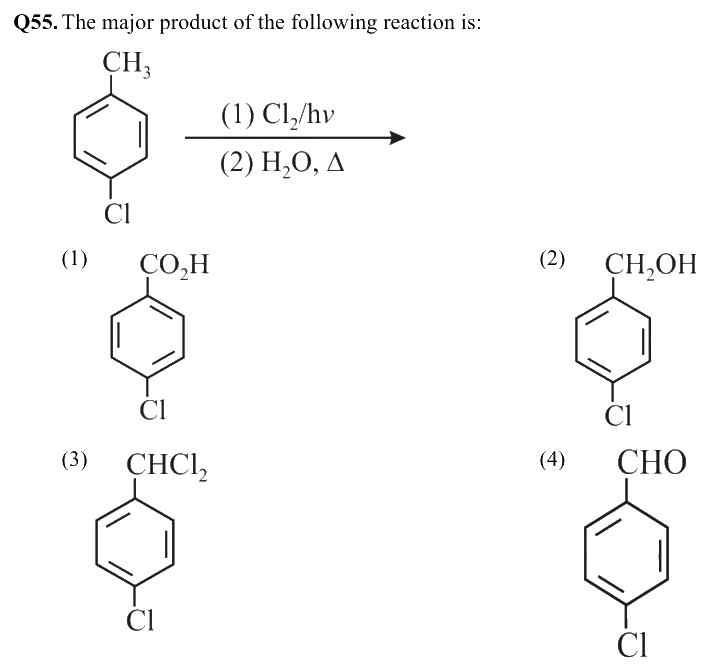 Q55. The major product of the following reaction is:
CH₃
(1) Cl₂/hν
(2) H₂O, Δ
Cl
(1) CO₂H
Cl
(2) CH₂OH
Cl
(3) CHCl₂
Cl
(4) CHO
Cl